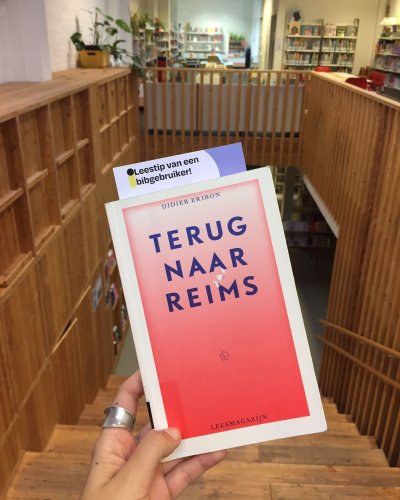 Leestip van een
bibgebruiker!
DIDIER ERIBON
TERUG
NAAR
REIMS
LEESMAGAZIJN